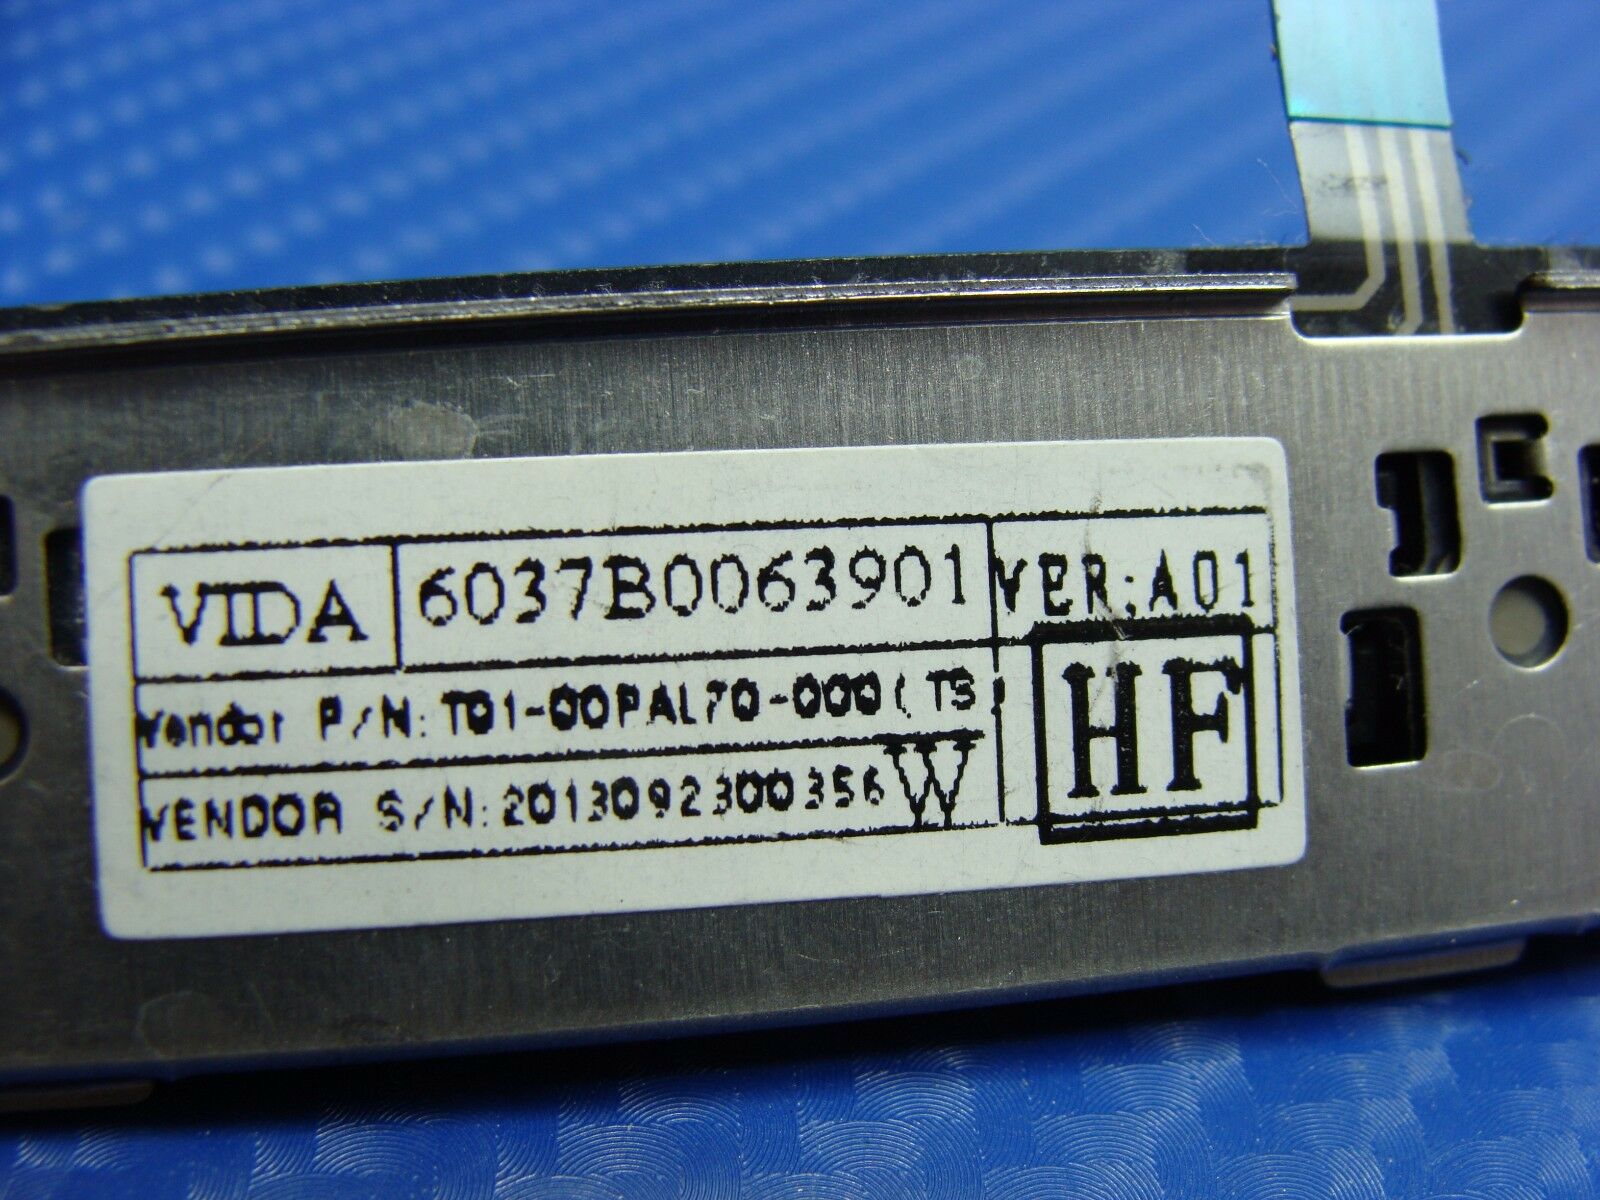 VIDA 6037B0063901 VER:A01
Vendor P/N: T01-00PAL70-000(TS)
HF
VENDOR S/N: 2013092300356 W